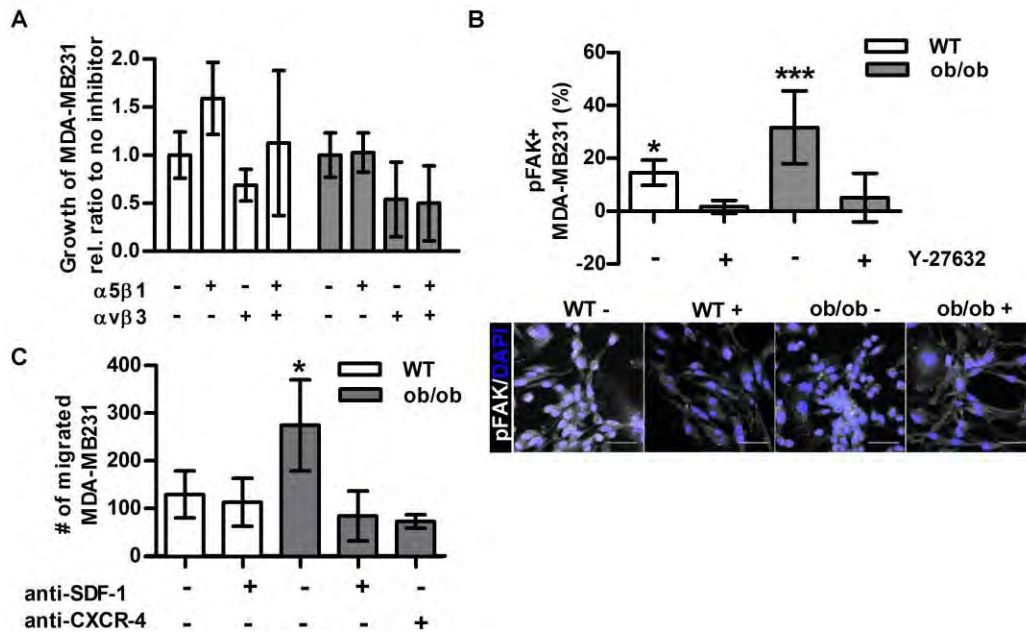 A
Growth of MDA-MB231
rel. ratio to no inhibitor
2.0
1.5
1.0
0.5
0.0
α5β1 - + - + - + - +
αvβ3 - - + + - - + +
B
pFAK+
MDA-MB231 (%)
60
40
20
0
-20
WT
ob/ob
* ***
- + - + Y-27632
WT - WT + ob/ob - ob/ob +
pFAK/DAPI
C
# of migrated
MDA-MB231
400
300
200
100
0
WT
ob/ob
*
anti-SDF-1 - + - + -
anti-CXCR-4 - - - - +